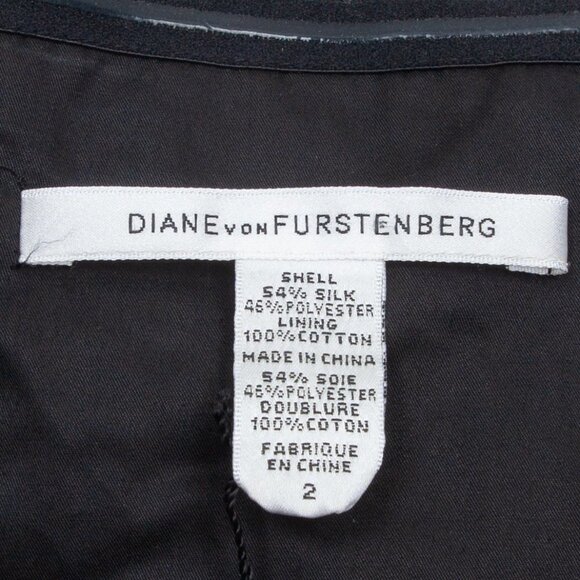 DIANE VON FURSTENBERG
SHELL
54% SILK
46% POLYESTER
LINING
100% COTTON
MADE IN CHINA
54% SOIE
46% POLYESTER
DOUBLURE
100% COTON
FABRIQUE
EN CHINE
2